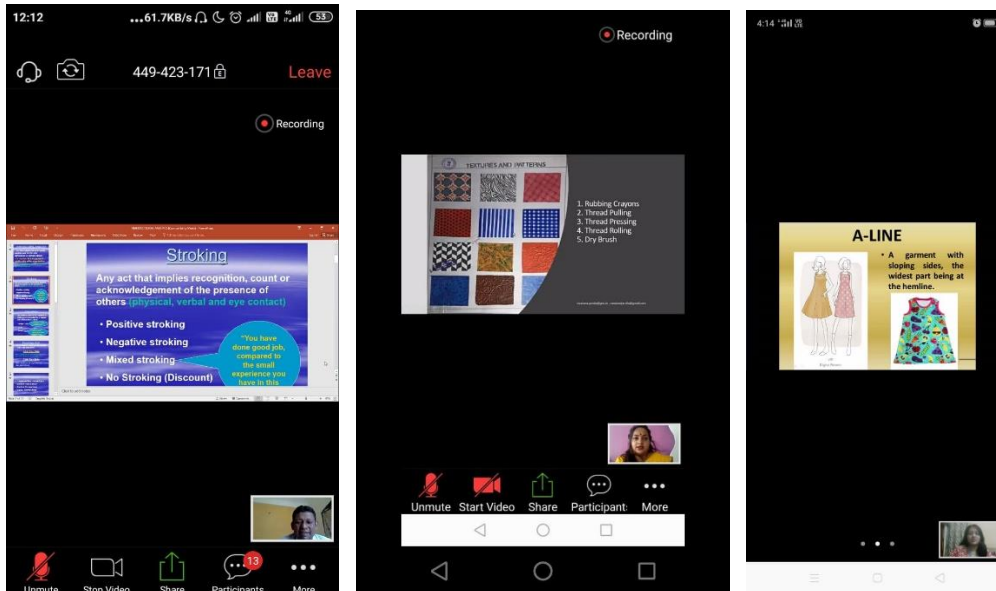 12:12
...61.7KB/s
53
449-423-171
Leave
Recording
Stroking
Any act that implies recognition, count or
acknowledgement of the presence of
others (physical, verbal and eye contact)
• Positive stroking
• Negative stroking
• Mixed stroking
• No Stroking (Discount)
"You have
done good job,
compared to
the small
experience you
have in this
13
Unmute
Stop Video
Share
Participants
More
Recording
TEXTURES AND PATTERNS
1. Rubbing Crayons
2. Thread Pulling
3. Thread Pressing
4. Thread Rolling
5. Dry Brush
Unmute
Start Video
Share
Participant
More
4:14
A-LINE
• A garment with
sloping sides, the
widest part being at
the hemline.